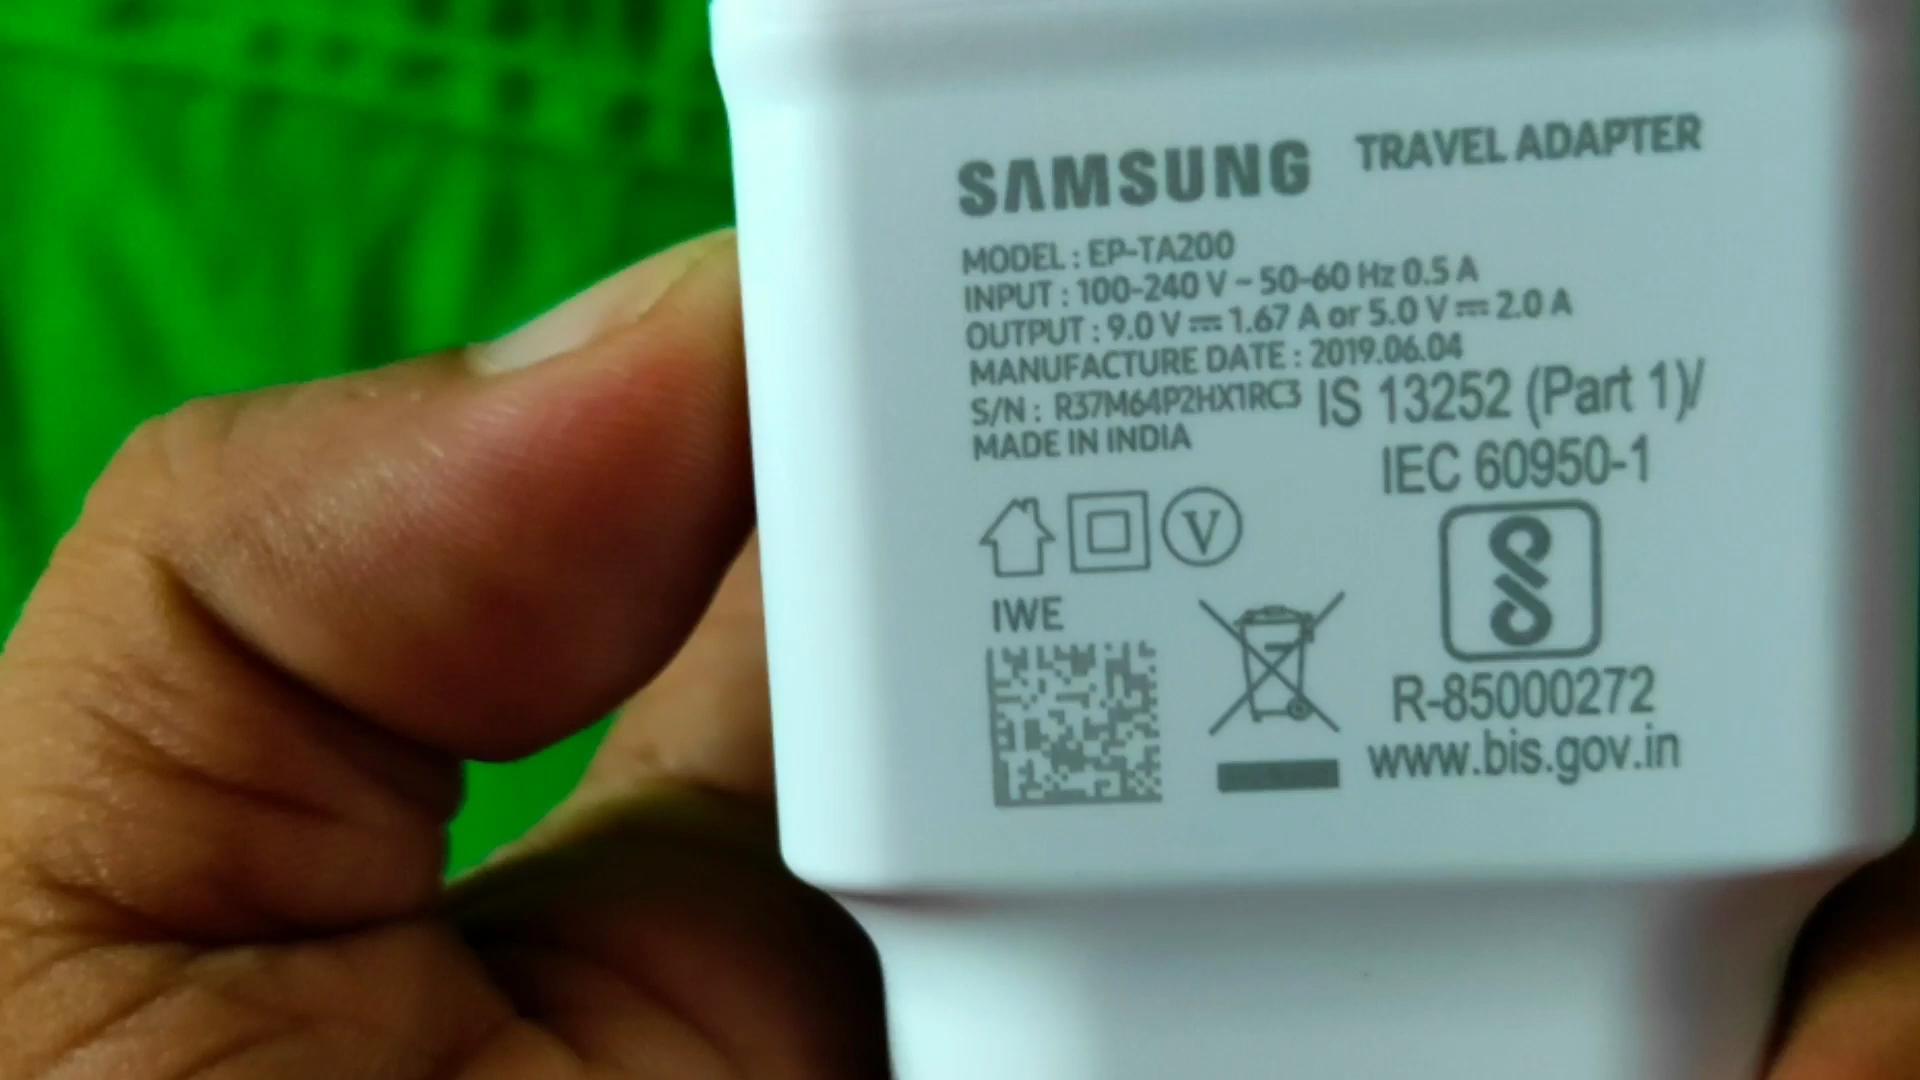 SAMSUNG TRAVEL ADAPTER
MODEL : EP-TA200
INPUT : 100-240 V ~ 50-60 Hz 0.5 A
OUTPUT : 9.0 V ⎓ 1.67 A or 5.0 V ⎓ 2.0 A
MANUFACTURE DATE : 2019.06.04
S/N : R37M64P2HX1RC3
MADE IN INDIA
IS 13252 (Part 1)/
IEC 60950-1
V
IWE
R-85000272
www.bis.gov.in